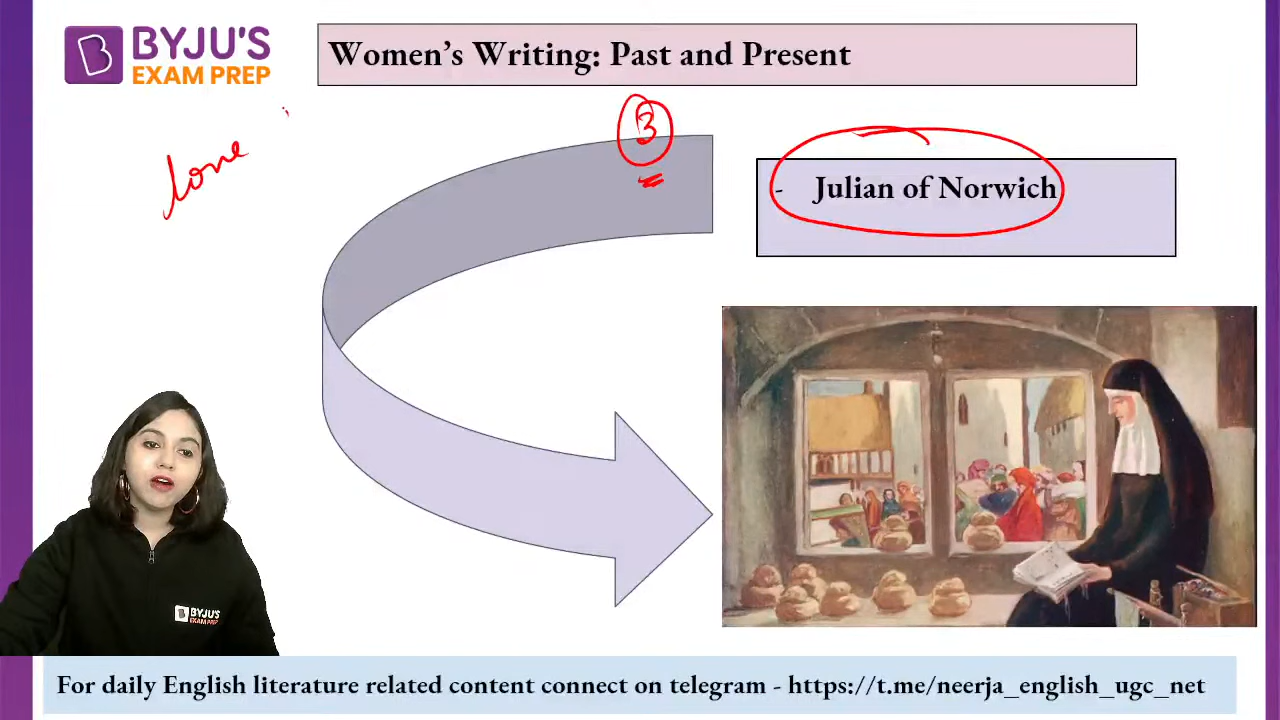 BYJU'S
EXAM PREP
Women's Writing: Past and Present
3
love
- Julian of Norwich
BYJU'S
EXAM PREP
For daily English literature related content connect on telegram - https://t.me/neerja_english_ugc_net